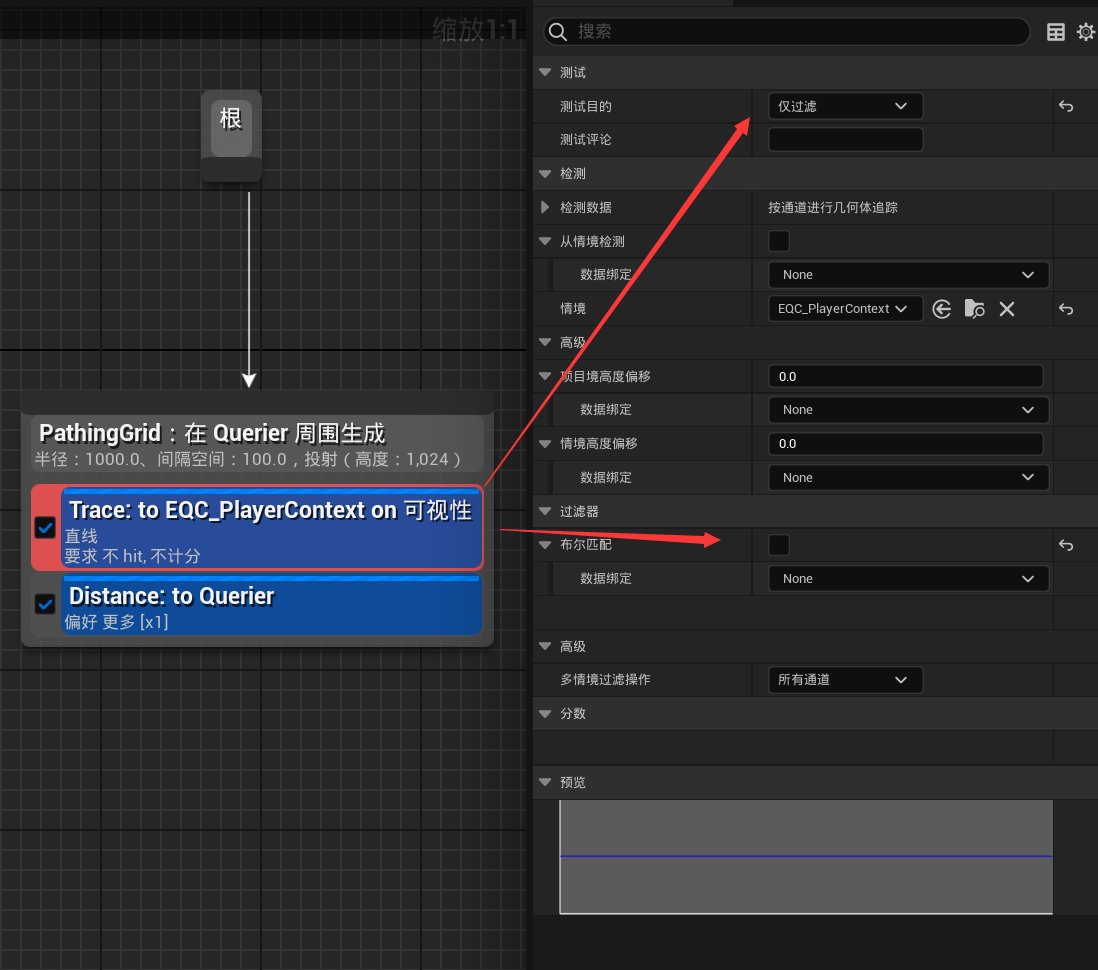 缩放1:1
根
PathingGrid：在 Querier 周围生成
半径：1000.0、间隔空间：100.0，投射（高度：1,024）
Trace: to EQC_PlayerContext on 可视性
直线
要求 不 hit, 不计分
Distance: to Querier
偏好 更多 [x1]
搜索
测试
测试目的
仅过滤
测试评论
检测
检测数据
按通道进行几何体追踪
从情境检测
数据绑定
None
情境
EQC_PlayerContext
高级
项目境高度偏移
0.0
数据绑定
None
情境高度偏移
0.0
数据绑定
None
过滤器
布尔匹配
数据绑定
None
高级
多情境过滤操作
所有通道
分数
预览